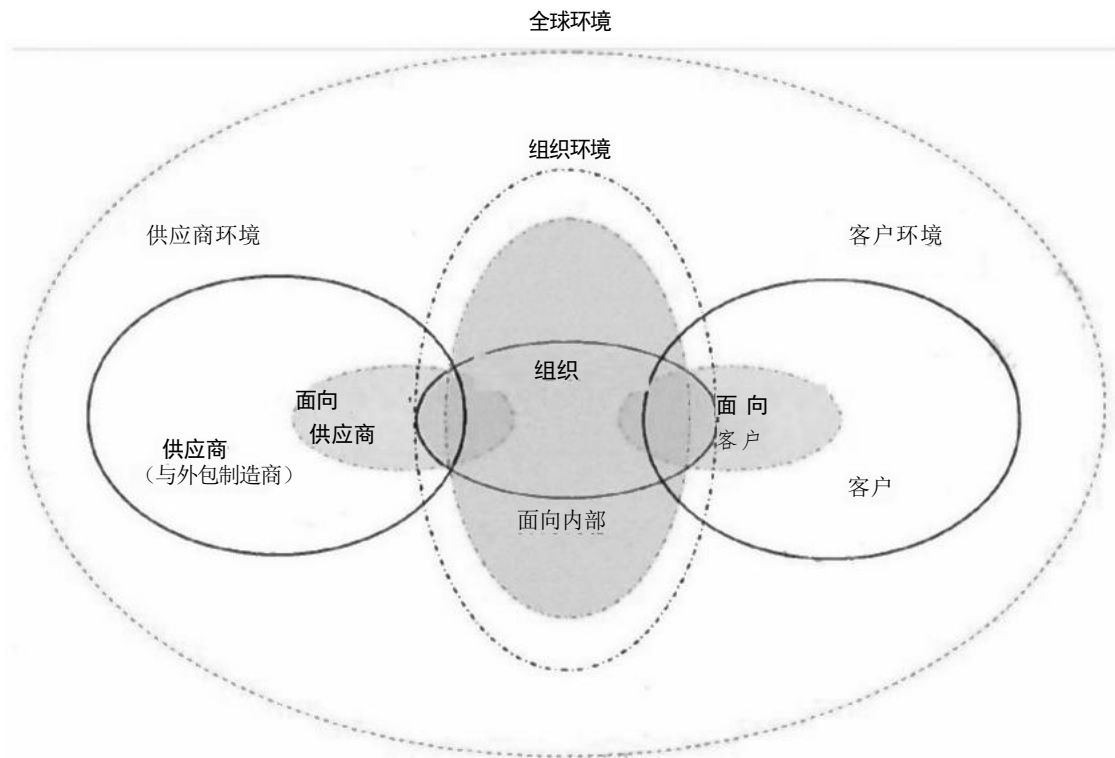 全球环境
组织环境
供应商环境
客户环境
组织
面向
供应商
面 向
客户
供应商
（与外包制造商）
客户
面向内部